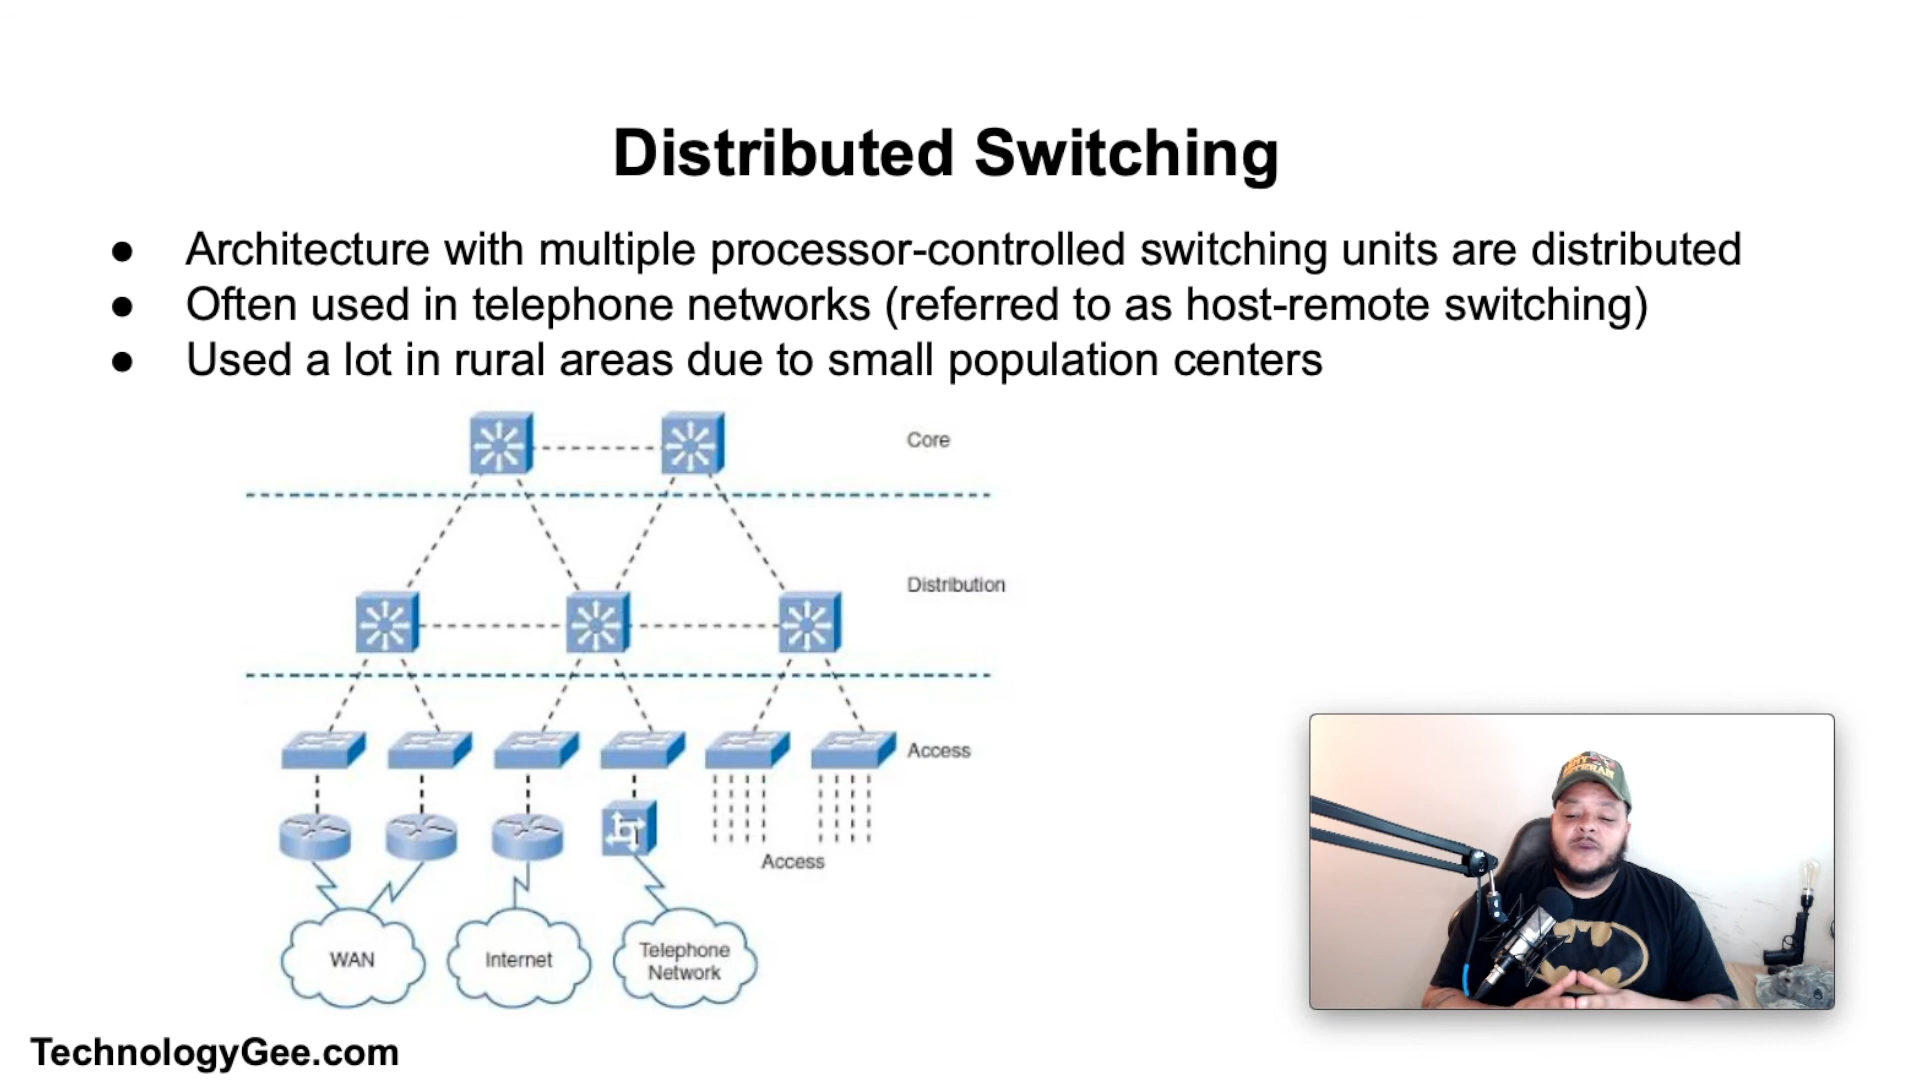 Distributed Switching
● Architecture with multiple processor-controlled switching units are distributed
● Often used in telephone networks (referred to as host-remote switching)
● Used a lot in rural areas due to small population centers
Core
Distribution
Access
Access
WAN
Internet
Telephone
Network
VETERAN
TechnologyGee.com